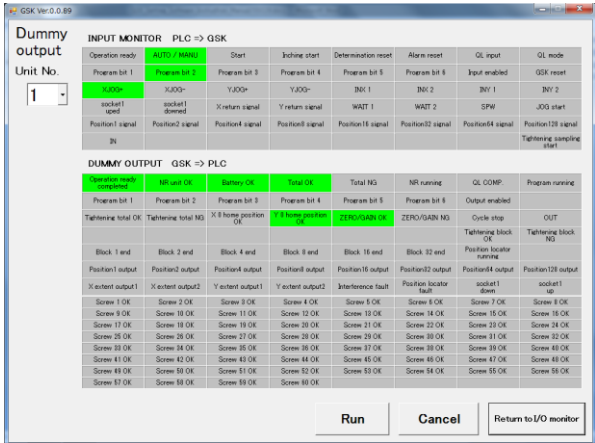 GSK Ver.0.0.89
Dummy output
Unit No.
1
INPUT MONITOR PLC => GSK
Operation ready AUTO / MANU Start Inching start Determination reset Alarm reset QL input QL mode
Program bit 1 Program bit 2 Program bit 3 Program bit 4 Program bit 5 Program bit 6 Input enabled GSK reset
XJOG+ XJOG- YJOG+ YJOG- INX 1 INX 2 INY 1 INY 2
socket1 uped socket1 downed X return signal Y return signal WAIT 1 WAIT 2 SPW JOG start
Position1 signal Position2 signal Position4 signal Position8 signal Position16 signal Position32 signal Position64 signal Position128 signal
IN Tightening sampling start
DUMMY OUTPUT GSK => PLC
Operation ready completed NR unit OK Battery OK Total OK Total NG NR running QL COMP. Program running
Program bit 1 Program bit 2 Program bit 3 Program bit 4 Program bit 5 Program bit 6 Output enabled
Tightening total OK Tightening total NG X 0 home position OK Y 0 home position OK ZERO/GAIN OK ZERO/GAIN NG Cycle stop OUT
Tightening block OK Tightening block NG
Block 1 end Block 2 end Block 4 end Block 8 end Block 16 end Block 32 end Position locator running
Position1 output Position2 output Position4 output Position8 output Position16 output Position32 output Position64 output Position128 output
X extent output1 X extent output2 Y extent output1 Y extent output2 Interference fault Position locator fault socket1 down socket1 up
Screw 1 OK Screw 2 OK Screw 3 OK Screw 4 OK Screw 5 OK Screw 6 OK Screw 7 OK Screw 8 OK
Screw 9 OK Screw 10 OK Screw 11 OK Screw 12 OK Screw 13 OK Screw 14 OK Screw 15 OK Screw 16 OK
Screw 17 OK Screw 18 OK Screw 19 OK Screw 20 OK Screw 21 OK Screw 22 OK Screw 23 OK Screw 24 OK
Screw 25 OK Screw 26 OK Screw 27 OK Screw 28 OK Screw 29 OK Screw 30 OK Screw 31 OK Screw 32 OK
Screw 33 OK Screw 34 OK Screw 35 OK Screw 36 OK Screw 37 OK Screw 38 OK Screw 39 OK Screw 40 OK
Screw 41 OK Screw 42 OK Screw 43 OK Screw 44 OK Screw 45 OK Screw 46 OK Screw 47 OK Screw 48 OK
Screw 49 OK Screw 50 OK Screw 51 OK Screw 52 OK Screw 53 OK Screw 54 OK Screw 55 OK Screw 56 OK
Screw 57 OK Screw 58 OK Screw 59 OK Screw 60 OK
Run Cancel Return to I/O monitor